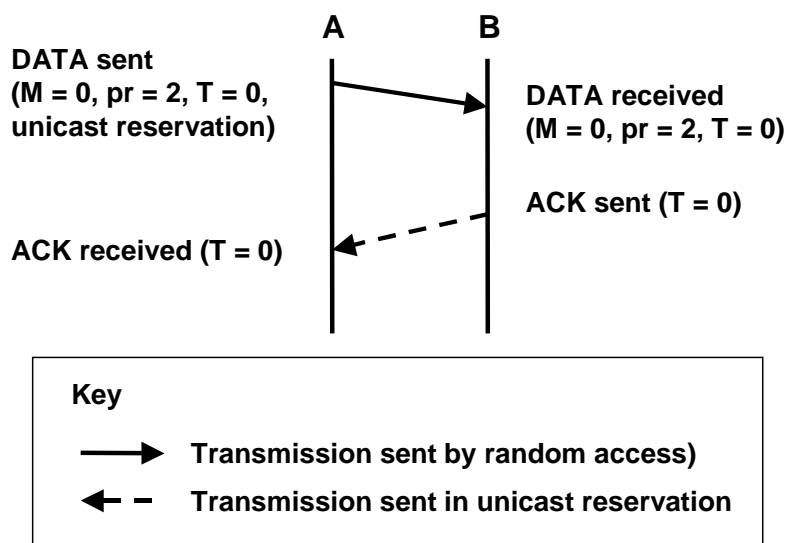 A B
DATA sent
(M = 0, pr = 2, T = 0,
unicast reservation)
DATA received
(M = 0, pr = 2, T = 0)
ACK sent (T = 0)
ACK received (T = 0)
Key
Transmission sent by random access)
Transmission sent in unicast reservation